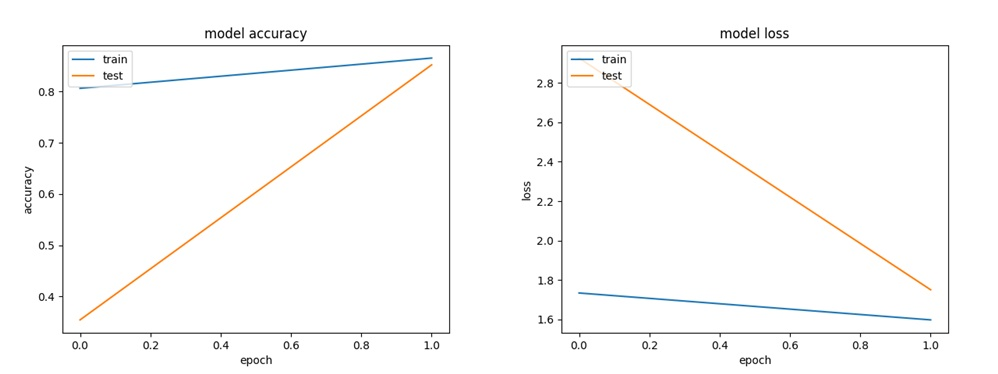 model accuracy
train
test
0.8
0.7
0.6
0.5
0.4
accuracy
0.0 0.2 0.4 0.6 0.8 1.0
epoch
model loss
train
test
2.8
2.6
2.4
2.2
2.0
1.8
1.6
loss
0.0 0.2 0.4 0.6 0.8 1.0
epoch